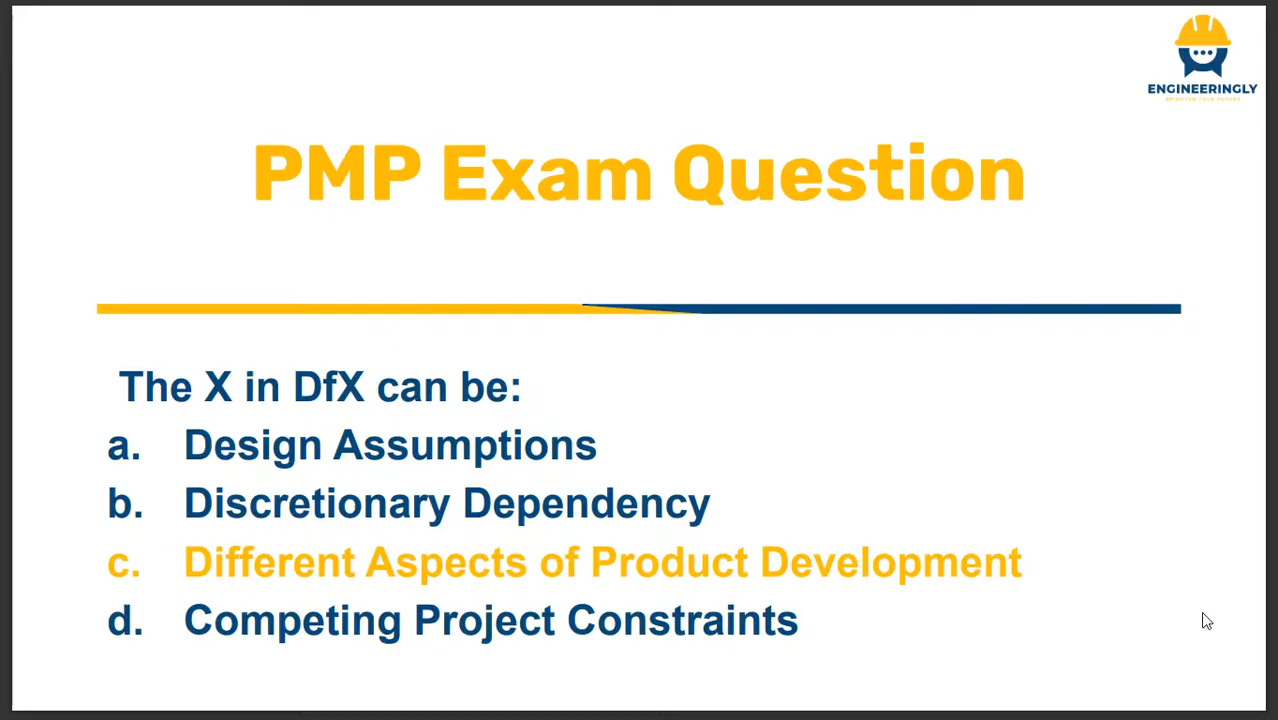 ENGINEERINGLY
PMP Exam Question
The X in DfX can be:
a. Design Assumptions
b. Discretionary Dependency
c. Different Aspects of Product Development
d. Competing Project Constraints